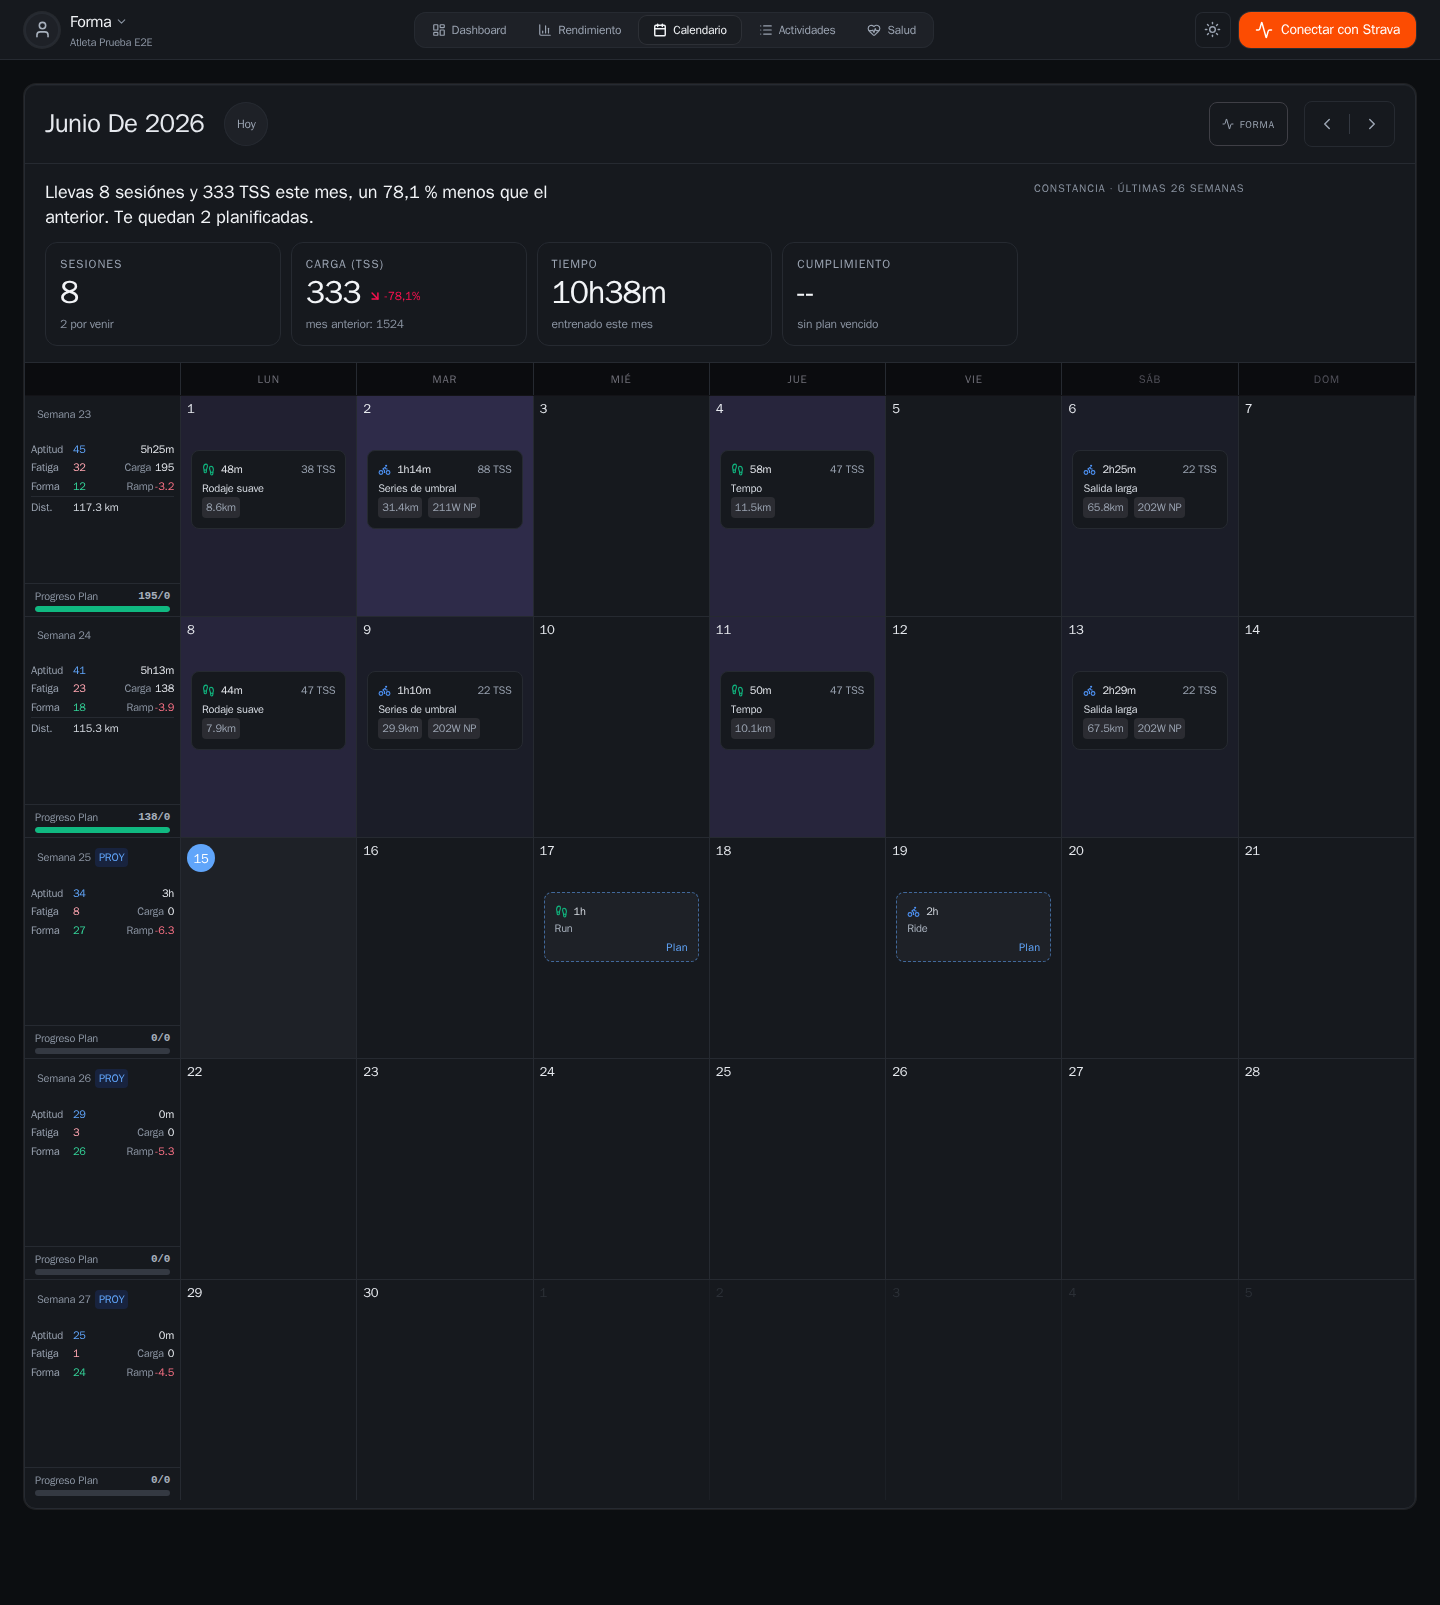 Forma
Atleta Prueba E2E
Dashboard
Rendimiento
Calendario
Actividades
Salud
Conectar con Strava
Junio De 2026
Hoy
FORMA
Llevas 8 sesiónes y 333 TSS este mes, un 78,1 % menos que el
anterior. Te quedan 2 planificadas.
CONSTANCIA · ÚLTIMAS 26 SEMANAS
SESIONES
8
2 por venir
CARGA (TSS)
333 -78,1%
mes anterior: 1524
TIEMPO
10h38m
entrenado este mes
CUMPLIMIENTO
--
sin plan vencido
LUN MAR MIÉ JUE VIE SÁB DOM
Semana 23
Aptitud 45 5h25m
Fatiga 32 Carga 195
Forma 12 Ramp -3.2
Dist. 117.3 km
Progreso Plan 195/0
1
48m 38 TSS
Rodaje suave
8.6km
2
1h14m 88 TSS
Series de umbral
31.4km 211W NP
3
4
58m 47 TSS
Tempo
11.5km
5
6
2h25m 22 TSS
Salida larga
65.8km 202W NP
7
Semana 24
Aptitud 41 5h13m
Fatiga 23 Carga 138
Forma 18 Ramp -3.9
Dist. 115.3 km
Progreso Plan 138/0
8
44m 47 TSS
Rodaje suave
7.9km
9
1h10m 22 TSS
Series de umbral
29.9km 202W NP
10
11
50m 47 TSS
Tempo
10.1km
12
13
2h29m 22 TSS
Salida larga
67.5km 202W NP
14
Semana 25 PROY
Aptitud 34 3h
Fatiga 8 Carga 0
Forma 27 Ramp -6.3
Progreso Plan 0/0
15
16
17
1h
Run
Plan
18
19
2h
Ride
Plan
20
21
Semana 26 PROY
Aptitud 29 0m
Fatiga 3 Carga 0
Forma 26 Ramp -5.3
Progreso Plan 0/0
22
23
24
25
26
27
28
Semana 27 PROY
Aptitud 25 0m
Fatiga 1 Carga 0
Forma 24 Ramp -4.5
Progreso Plan 0/0
29
30
1
2
3
4
5